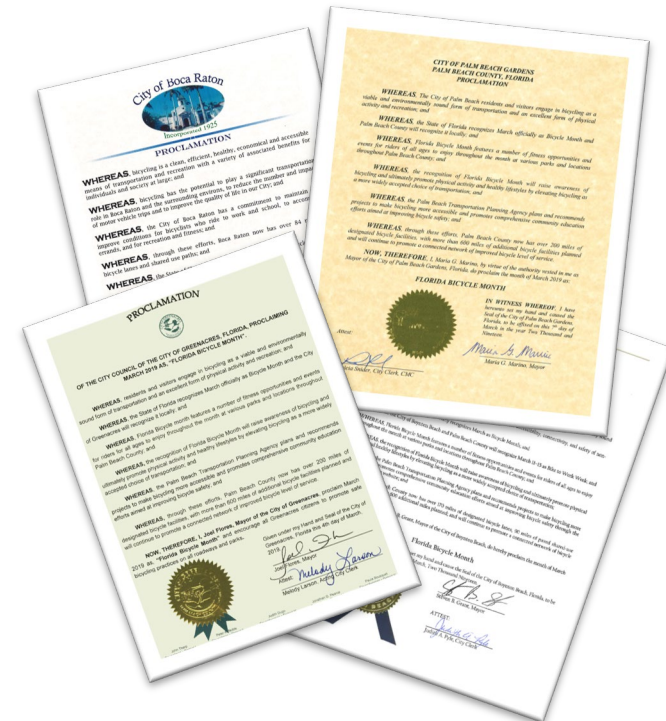 City of Boca Raton
Incorporated 1925
PROCLAMATION
WHEREAS, bicycling is a clean, efficient, healthy, economical and accessible
means of transportation and recreation with a variety of associated benefits for
individuals and society at large; and
WHEREAS, bicycling has the potential to play a significant transportation
role in Boca Raton and the surrounding environs, to reduce the number and
of motor vehicle trips and to improve the quality of life in our City; and
WHEREAS, the City of Boca Raton has a commitment to maintain
improve conditions for bicyclists who ride to work and school, to
errands, and for recreation and fitness; and
WHEREAS, through these efforts, Boca Raton now has over 84
bicycle lanes and shared use paths; and
WHEREAS, the State
CITY OF PALM BEACH GARDENS
PALM BEACH COUNTY, FLORIDA
PROCLAMATION
WHEREAS, The City of Palm Beach residents and visitors engage in bicycling as a
viable and environmentally sound form of transportation and an excellent form of physical
activity and recreation; and
WHEREAS, the State of Florida recognizes March officially as Bicycle Month and
Palm Beach County will recognize it locally; and
WHEREAS, Florida Bicycle Month features a number of fitness opportunities and
events for riders of all ages to enjoy throughout the month at various parks and locations
throughout Palm Beach County; and
WHEREAS, the recognition of Florida Bicycle Month will raise awareness of
bicycling and ultimately promote physical activity and healthy lifestyles by elevating bicycling as
a more widely accepted choice of transportation; and
WHEREAS, the Palm Beach Transportation Planning Agency plans and recommends
projects to make bicycling more accessible and promotes comprehensive community education
efforts aimed at improving bicycle safety; and
WHEREAS, through these efforts, Palm Beach County now has over 200 miles of
designated bicycle facilities, with more than 600 miles of additional bicycle facilities planned
and will continue to promote a connected network of improved bicycle level of service.
NOW, THEREFORE, I, Maria G. Marino, by virtue of the authority vested in me as
Mayor of the City of Palm Beach Gardens, Florida, do proclaim the month of March 2019 as:
FLORIDA BICYCLE MONTH
IN WITNESS WHEREOF, I have
hereunto set my hand and caused the
Seal of the City of Palm Beach Gardens
Florida, to be affixed on this 7th day of
March in the year Two Thousand and
Nineteen.
Attest:
Snider, City Clerk, CMC
Maria G. Marino, Mayor
PROCLAMATION
OF THE CITY COUNCIL OF THE CITY OF GREENACRES, FLORIDA, PROCLAIMING
MARCH 2019 AS, "FLORIDA BICYCLE MONTH".
WHEREAS, residents and visitors engage in bicycling as a viable and environmentally
sound form of transportation and an excellent form of physical activity and recreation; and
WHEREAS, the State of Florida recognizes March officially as Bicycle Month and the City
of Greenacres will recognize it locally; and
WHEREAS, Florida Bicycle month features a number of fitness opportunities and events
for riders for all ages to enjoy throughout the month at various parks and locations throughout
Palm Beach County; and
WHEREAS, the recognition of Florida Bicycle Month will raise awareness of bicycling and
ultimately promote physical activity and healthy lifestyles by elevating bicycling as a more widely
accepted choice of transportation; and
WHEREAS, the Palm Beach Transportation Planning Agency plans and recommends
projects to make bicycling more accessible and promotes comprehensive community education
efforts aimed at improving bicycle safety; and
WHEREAS, through these efforts, Palm Beach County now has over 200 miles of
designated bicycle facilities, with more than 600 miles of additional bicycle facilities planned and
will continue to promote a connected network of improved bicycle level of service.
NOW, THEREFORE, I, Joel Flores, Mayor of the City of Greenacres, proclaim March
2019 as, "Florida Bicycle Month" and encourage all Greenacres citizens to promote safe
bicycling practices on all roadways and parks.
Given under my Hand and Seal of the City of
Greenacres, Florida this 4th day of March,
2019.
Joel Flores, Mayor
Attest: Melody Larson
Melody Larson, Acting City Clerk
Florida Bicycle Month
Steven B. Grant, Mayor
ATTEST:
Judith A. Pyle, City Clerk